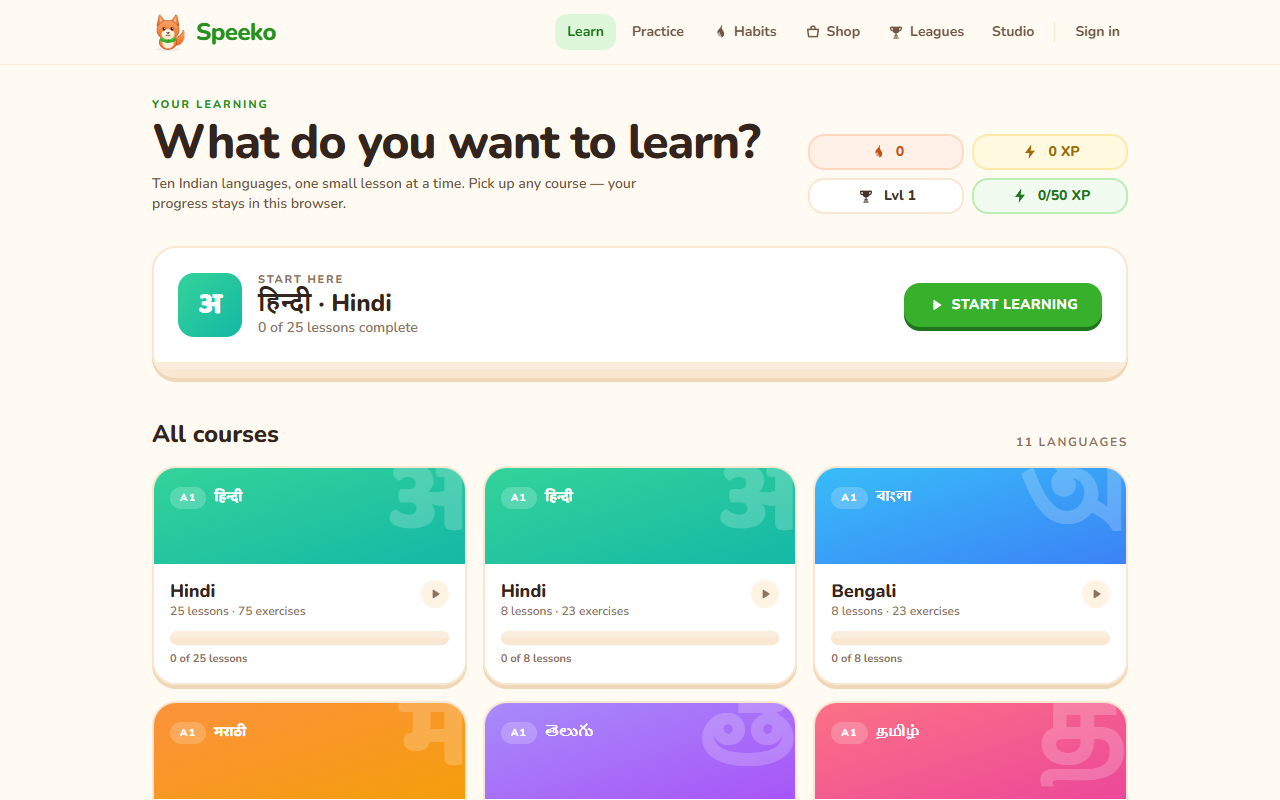 Speeko
Learn
Practice
Habits
Shop
Leagues
Studio
Sign in
YOUR LEARNING
What do you want to learn?
Ten Indian languages, one small lesson at a time. Pick up any course — your
progress stays in this browser.
0
0 XP
Lvl 1
0/50 XP
अ
START HERE
हिन्दी · Hindi
0 of 25 lessons complete
START LEARNING
All courses
11 LANGUAGES
A1 हिन्दी
अ
Hindi
25 lessons · 75 exercises
0 of 25 lessons
A1 हिन्दी
अ
Hindi
8 lessons · 23 exercises
0 of 8 lessons
A1 বাংলা
অ
Bengali
8 lessons · 23 exercises
0 of 8 lessons
A1 मराठी
म
A1 తెలుగు
తె
A1 தமிழ்
த